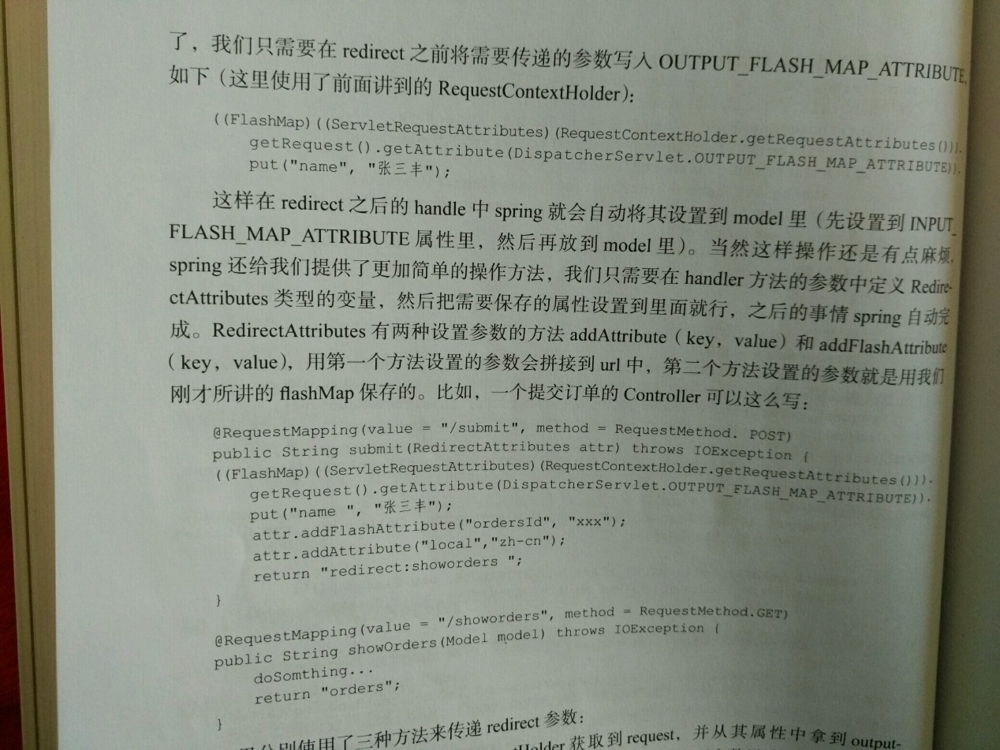 了，我们只需要在 redirect 之前将需要传递的参数写入 OUTPUT_FLASH_MAP_ATTRIBUTE,
如下（这里使用了前面讲到的 RequestContextHolder）：
((FlashMap)((ServletRequestAttributes)(RequestContextHolder.getRequestAttributes())).
getRequest().getAttribute(DispatcherServlet.OUTPUT_FLASH_MAP_ATTRIBUTE)).
put("name", "张三丰");
这样在 redirect 之后的 handle 中 spring 就会自动将其设置到 model 里（先设置到 INPUT_
FLASH_MAP_ATTRIBUTE 属性里，然后再放到 model 里）。当然这样操作还是有点麻烦，
spring 还给我们提供了更加简单的操作方法，我们只需要在 handler 方法的参数中定义 Redire-
ctAttributes 类型的变量，然后把需要保存的属性设置到里面就行，之后的事情 spring 自动完
成。RedirectAttributes 有两种设置参数的方法 addAttribute（key，value）和 addFlashAttribute
（key，value），用第一个方法设置的参数会拼接到 url 中，第二个方法设置的参数就是用我们
刚才所讲的 flashMap 保存的。比如，一个提交订单的 Controller 可以这么写：
@RequestMapping(value = "/submit", method = RequestMethod. POST)
public String submit(RedirectAttributes attr) throws IOException {
((FlashMap)((ServletRequestAttributes)(RequestContextHolder.getRequestAttributes())).
getRequest().getAttribute(DispatcherServlet.OUTPUT_FLASH_MAP_ATTRIBUTE)).
put("name ", "张三丰");
attr.addFlashAttribute("ordersId", "xxx");
attr.addAttribute("local","zh-cn");
return "redirect:showorders ";
}
@RequestMapping(value = "/showorders", method = RequestMethod.GET)
public String showOrders(Model model) throws IOException {
doSomthing...
return "orders";
}
分别使用了三种方法来传递 redirect 参数：
Holder 获取到 request，并从其属性中拿到 output-